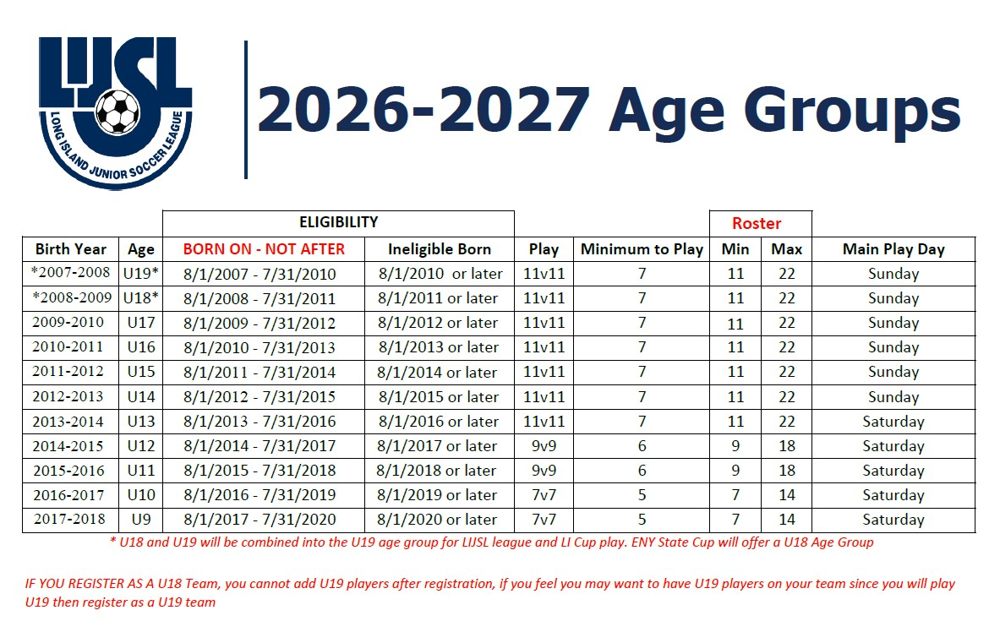 LIJSL
LONG ISLAND JUNIOR SOCCER LEAGUE
2026-2027 Age Groups
ELIGIBILITY Roster
Birth Year Age BORN ON - NOT AFTER Ineligible Born Play Minimum to Play Min Max Main Play Day
*2007-2008 U19* 8/1/2007 - 7/31/2010 8/1/2010 or later 11v11 7 11 22 Sunday
*2008-2009 U18* 8/1/2008 - 7/31/2011 8/1/2011 or later 11v11 7 11 22 Sunday
2009-2010 U17 8/1/2009 - 7/31/2012 8/1/2012 or later 11v11 7 11 22 Sunday
2010-2011 U16 8/1/2010 - 7/31/2013 8/1/2013 or later 11v11 7 11 22 Sunday
2011-2012 U15 8/1/2011 - 7/31/2014 8/1/2014 or later 11v11 7 11 22 Sunday
2012-2013 U14 8/1/2012 - 7/31/2015 8/1/2015 or later 11v11 7 11 22 Sunday
2013-2014 U13 8/1/2013 - 7/31/2016 8/1/2016 or later 11v11 7 11 22 Saturday
2014-2015 U12 8/1/2014 - 7/31/2017 8/1/2017 or later 9v9 6 9 18 Saturday
2015-2016 U11 8/1/2015 - 7/31/2018 8/1/2018 or later 9v9 6 9 18 Saturday
2016-2017 U10 8/1/2016 - 7/31/2019 8/1/2019 or later 7v7 5 7 14 Saturday
2017-2018 U9 8/1/2017 - 7/31/2020 8/1/2020 or later 7v7 5 7 14 Saturday
* U18 and U19 will be combined into the U19 age group for LIJSL league and LI Cup play. ENY State Cup will offer a U18 Age Group
IF YOU REGISTER AS A U18 Team, you cannot add U19 players after registration, if you feel you may want to have U19 players on your team since you will play
U19 then register as a U19 team